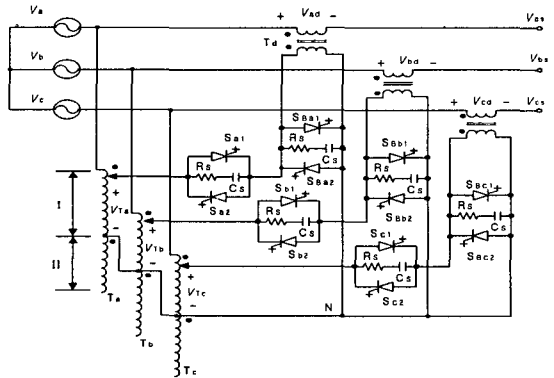 Va + Vad − Vas
Td
Vb + Vbd − Vbs
Vc + Vcd − Vcs
SBa1
Sa1 Rs Cs SBb1
Rs Cs SBa2 Rs Cs SBc1
Sa2 Sb1 SBb2 Rs Cs
I + VTa − Rs Cs Sc1 SBc2
Sb2 Rs Cs
+ VTb − Sc2
II + VTc − N
Ta
Tb
Tc